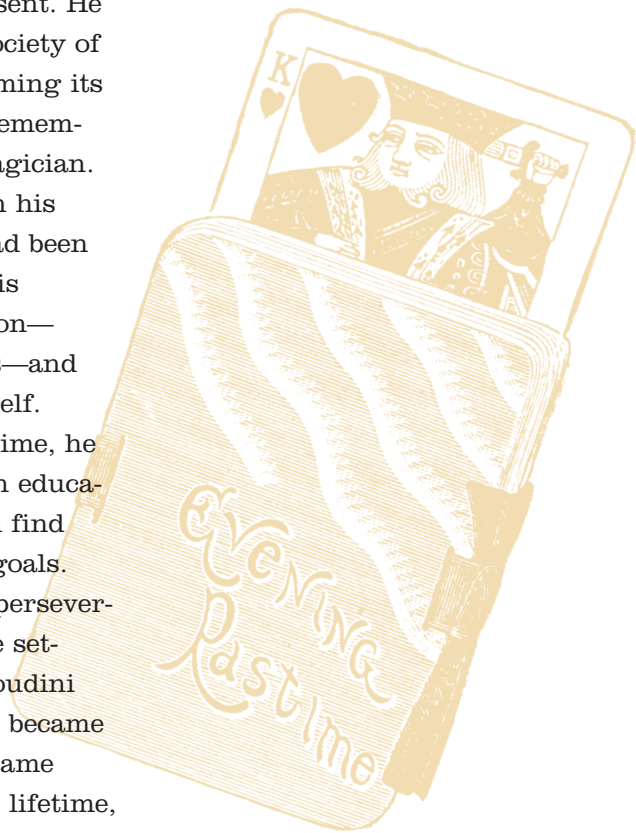 sent. He
ociety of
ming its
emem-
agician.
n his
ad been
is
on—
s—and
elf.
ime, he
n educa-
l find
goals.
persever-
e set-
oudini
became
ame
lifetime,
K
Evening
Pastime